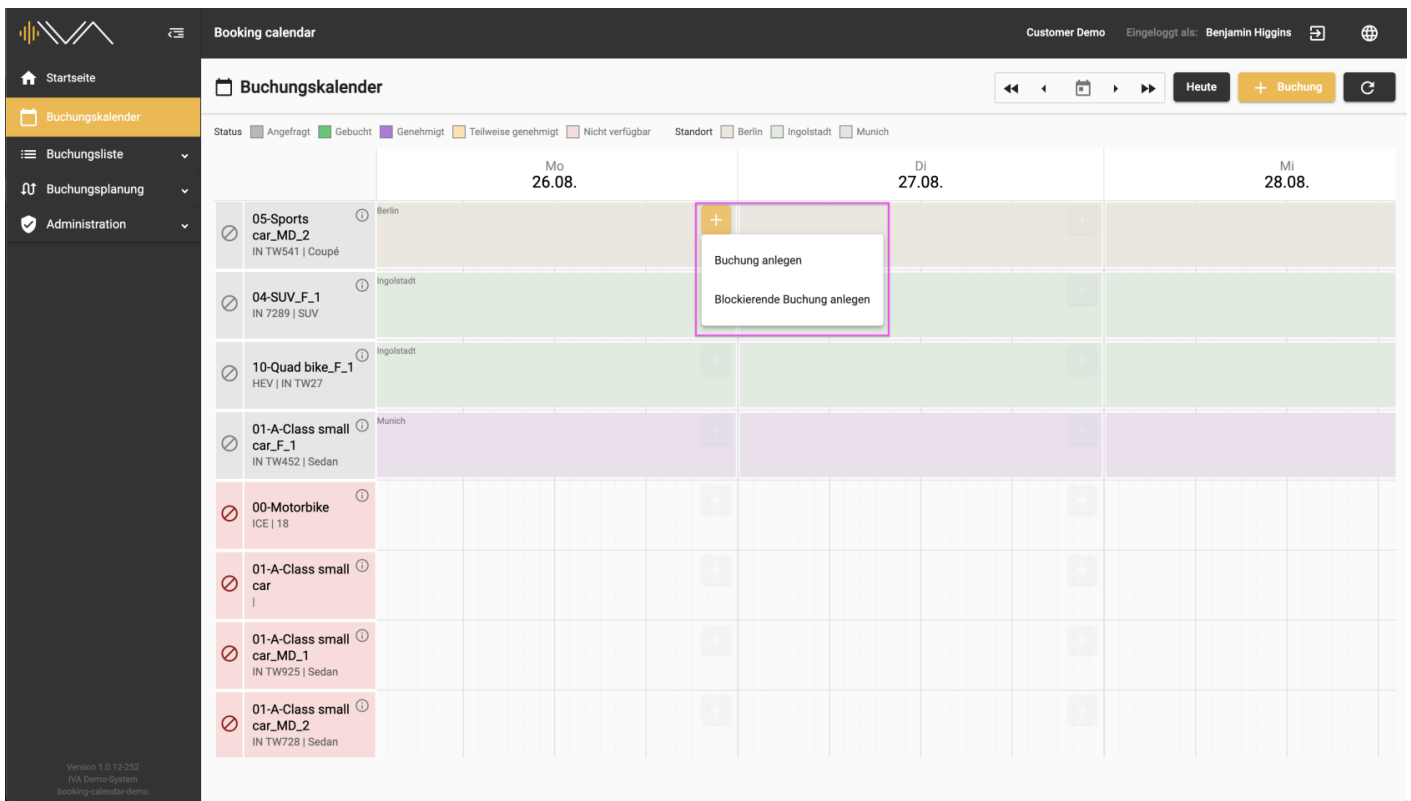 IVA
Booking calendar
Customer Demo
Eingeloggt als: Benjamin Higgins
Startseite
Buchungskalender
Buchungsliste
Buchungsplanung
Administration
Buchungskalender
Heute
+ Buchung
Status Angefragt Gebucht Genehmigt Teilweise genehmigt Nicht verfügbar Standort Berlin Ingolstadt Munich
Mo
26.08.
Di
27.08.
Mi
28.08.
05-Sports
car_MD_2
IN TW541 | Coupé
Berlin
+
Buchung anlegen
Blockierende Buchung anlegen
04-SUV_F_1
IN 7289 | SUV
Ingolstadt
10-Quad bike_F_1
HEV | IN TW27
Ingolstadt
01-A-Class small
car_F_1
IN TW452 | Sedan
Munich
00-Motorbike
ICE | 18
01-A-Class small
car
|
01-A-Class small
car_MD_1
IN TW925 | Sedan
01-A-Class small
car_MD_2
IN TW728 | Sedan
Version 1.0.12-252
IVA Demo-System
booking-calendar-demo